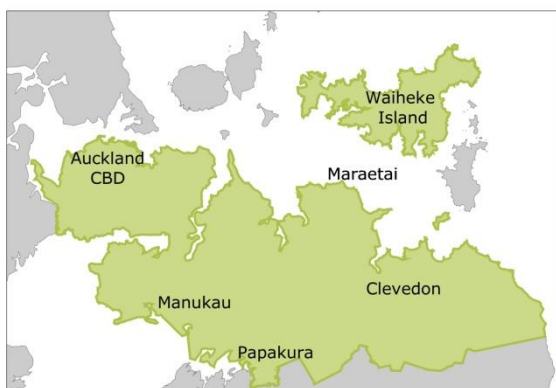 Waiheke
Island
Auckland
CBD
Maraetai
Clevedon
Manukau
Papakura